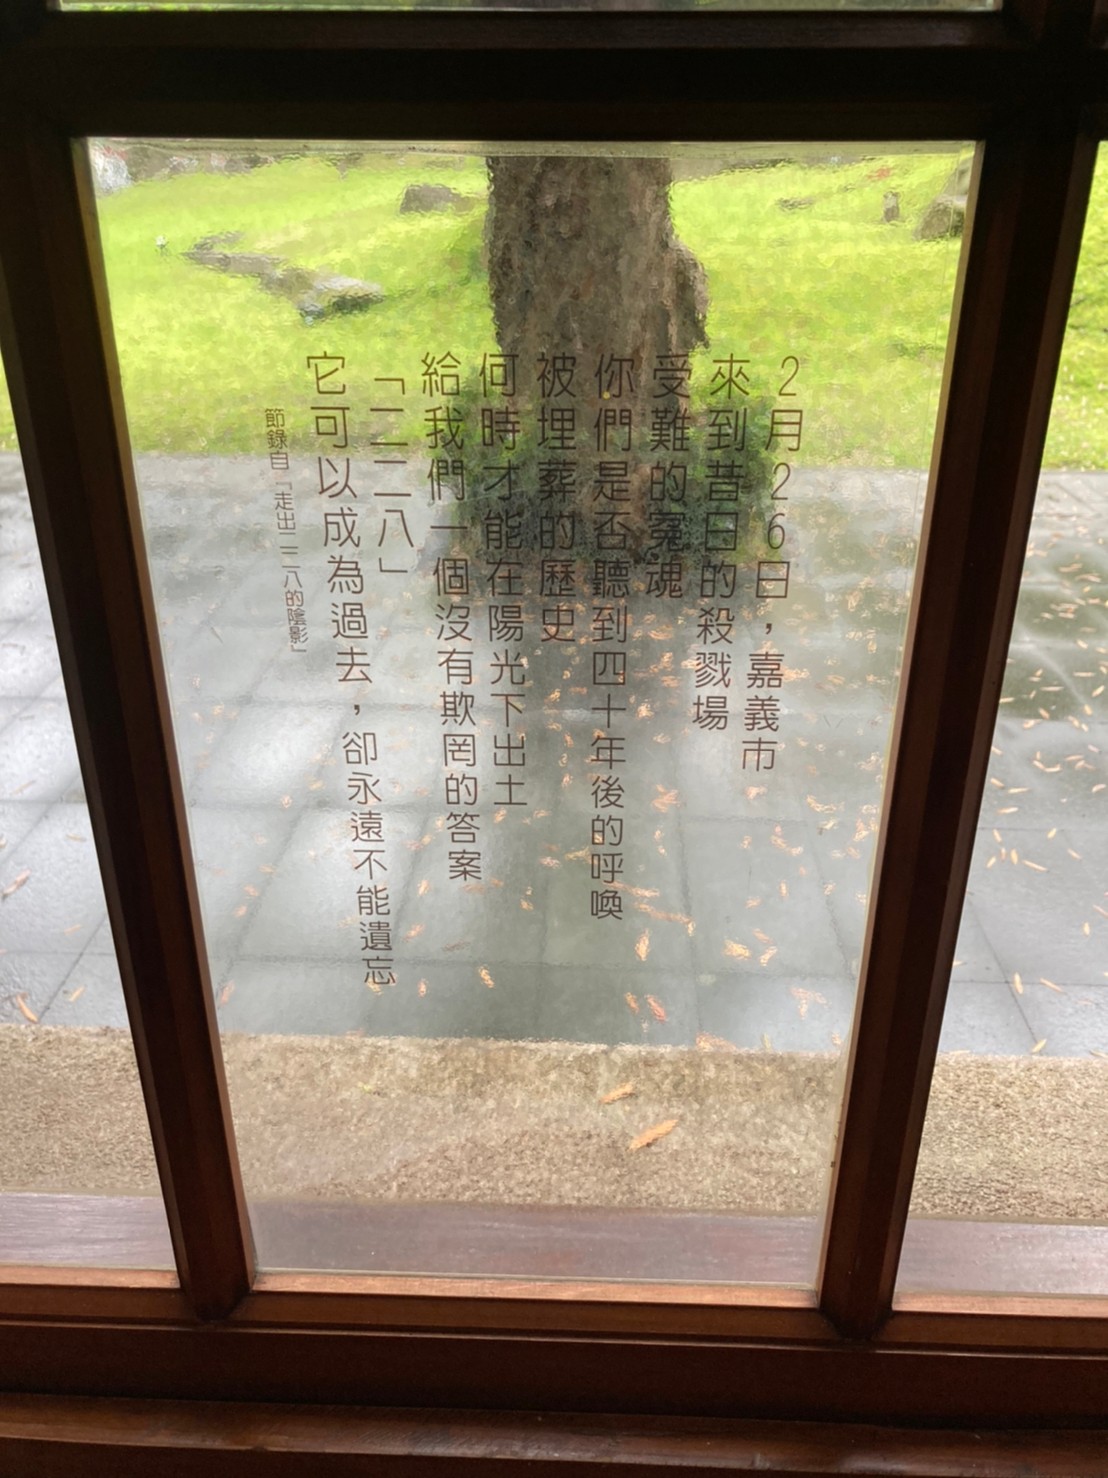 2月26日，嘉義市
來到昔日的殺戮場
受難的冤魂
你們是否聽到四十年後的呼喚
被埋葬的歷史
何時才能在陽光下出土
給我們一個沒有欺罔的答案
「二二八」
它可以成為過去，卻永遠不能遺忘
節錄自「走出二二八的陰影」